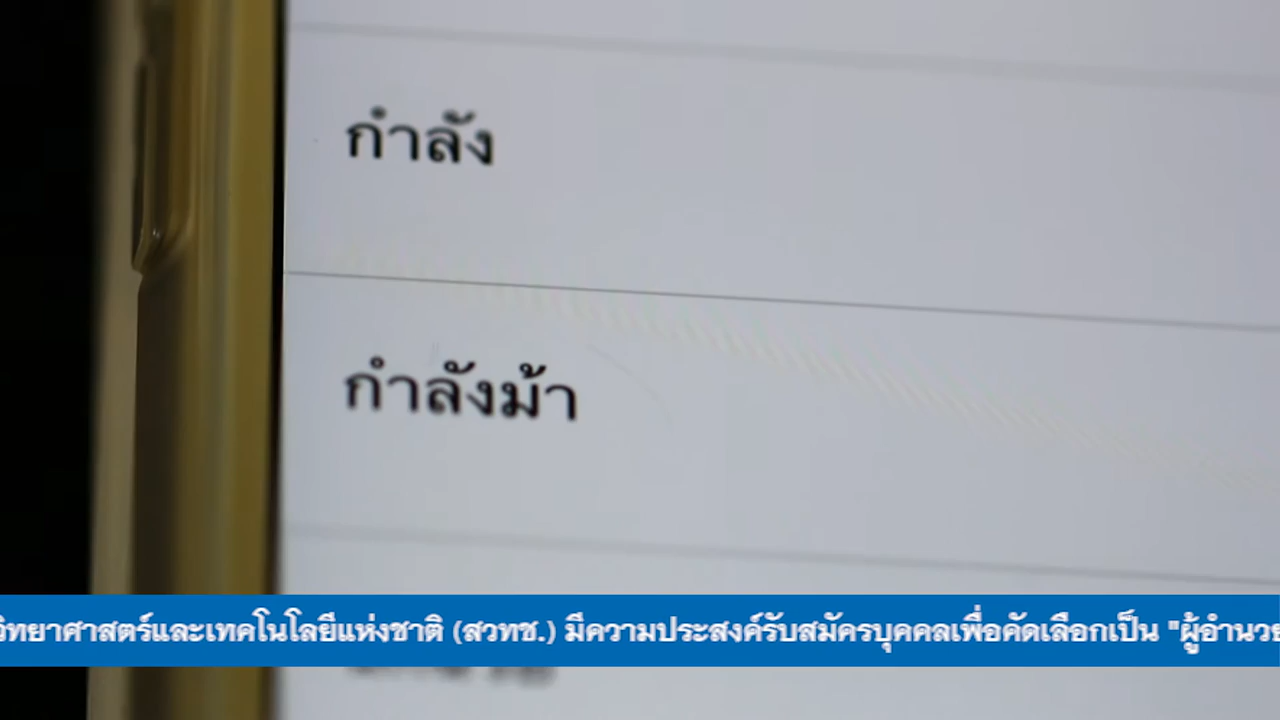 กำลัง
กำลังม้า
วิทยาศาสตร์และเทคโนโลยีแห่งชาติ (สวทช.) มีความประสงค์รับสมัครบุคคลเพื่อคัดเลือกเป็น "ผู้อำนวย